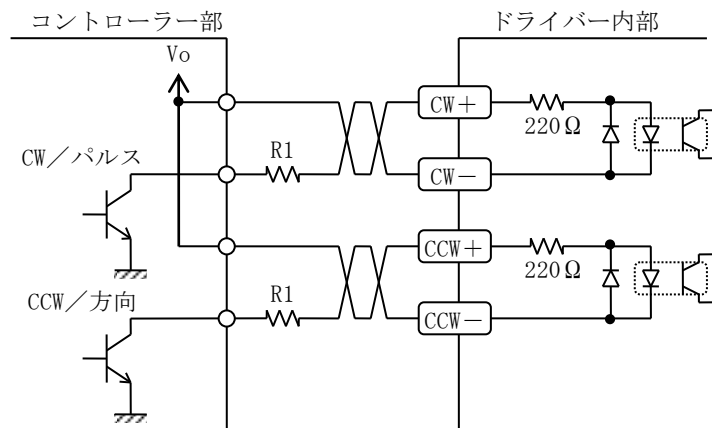 コントローラー部
ドライバー内部
Vo
CW+
220Ω
CW／パルス
R1
CW－
CCW+
220Ω
CCW／方向
R1
CCW－